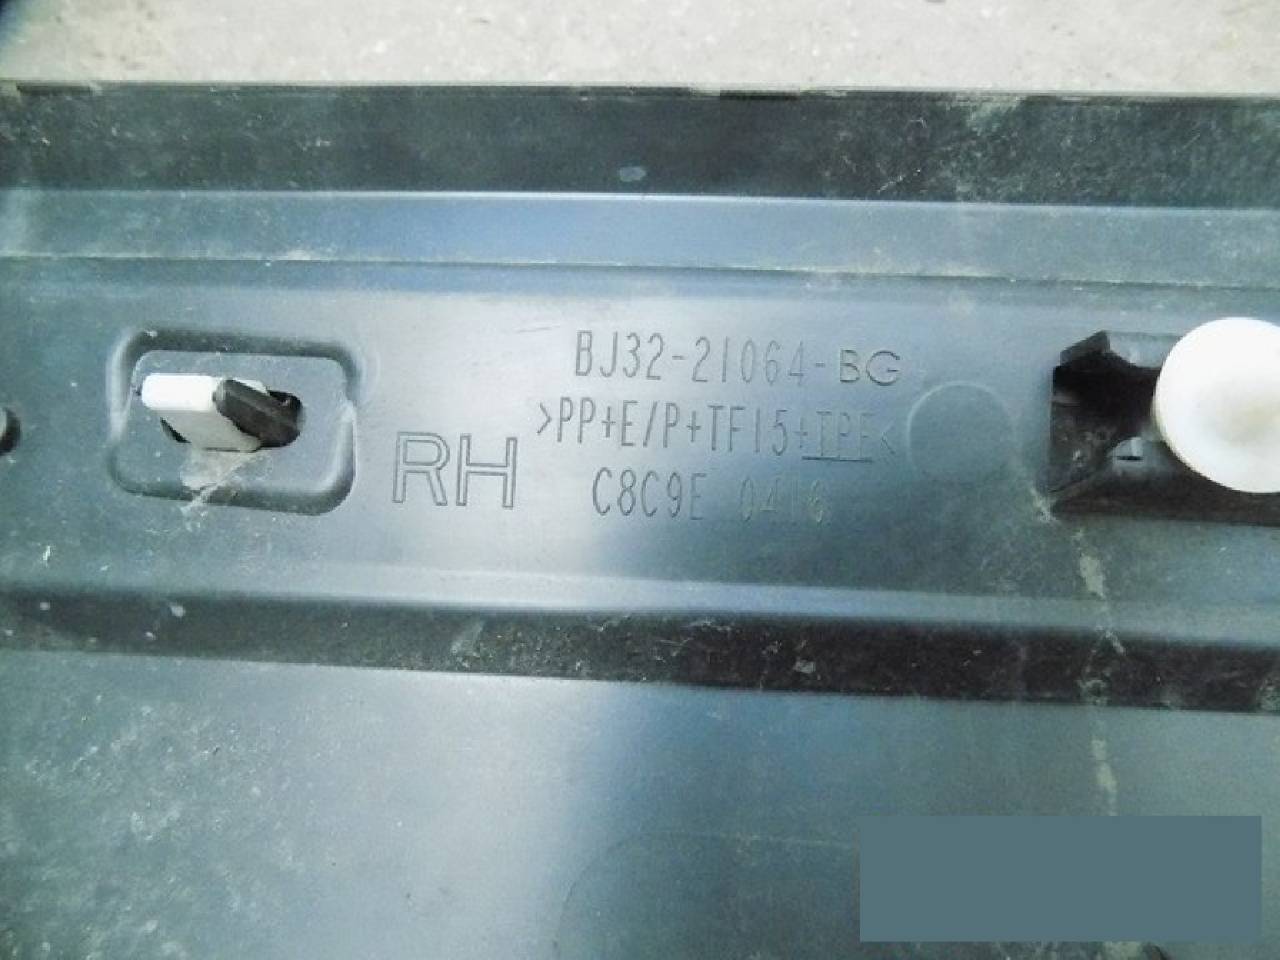 BJ32-21064-BG
>PP+E/P+TF15+TPE<
RH
C8C9E 0416